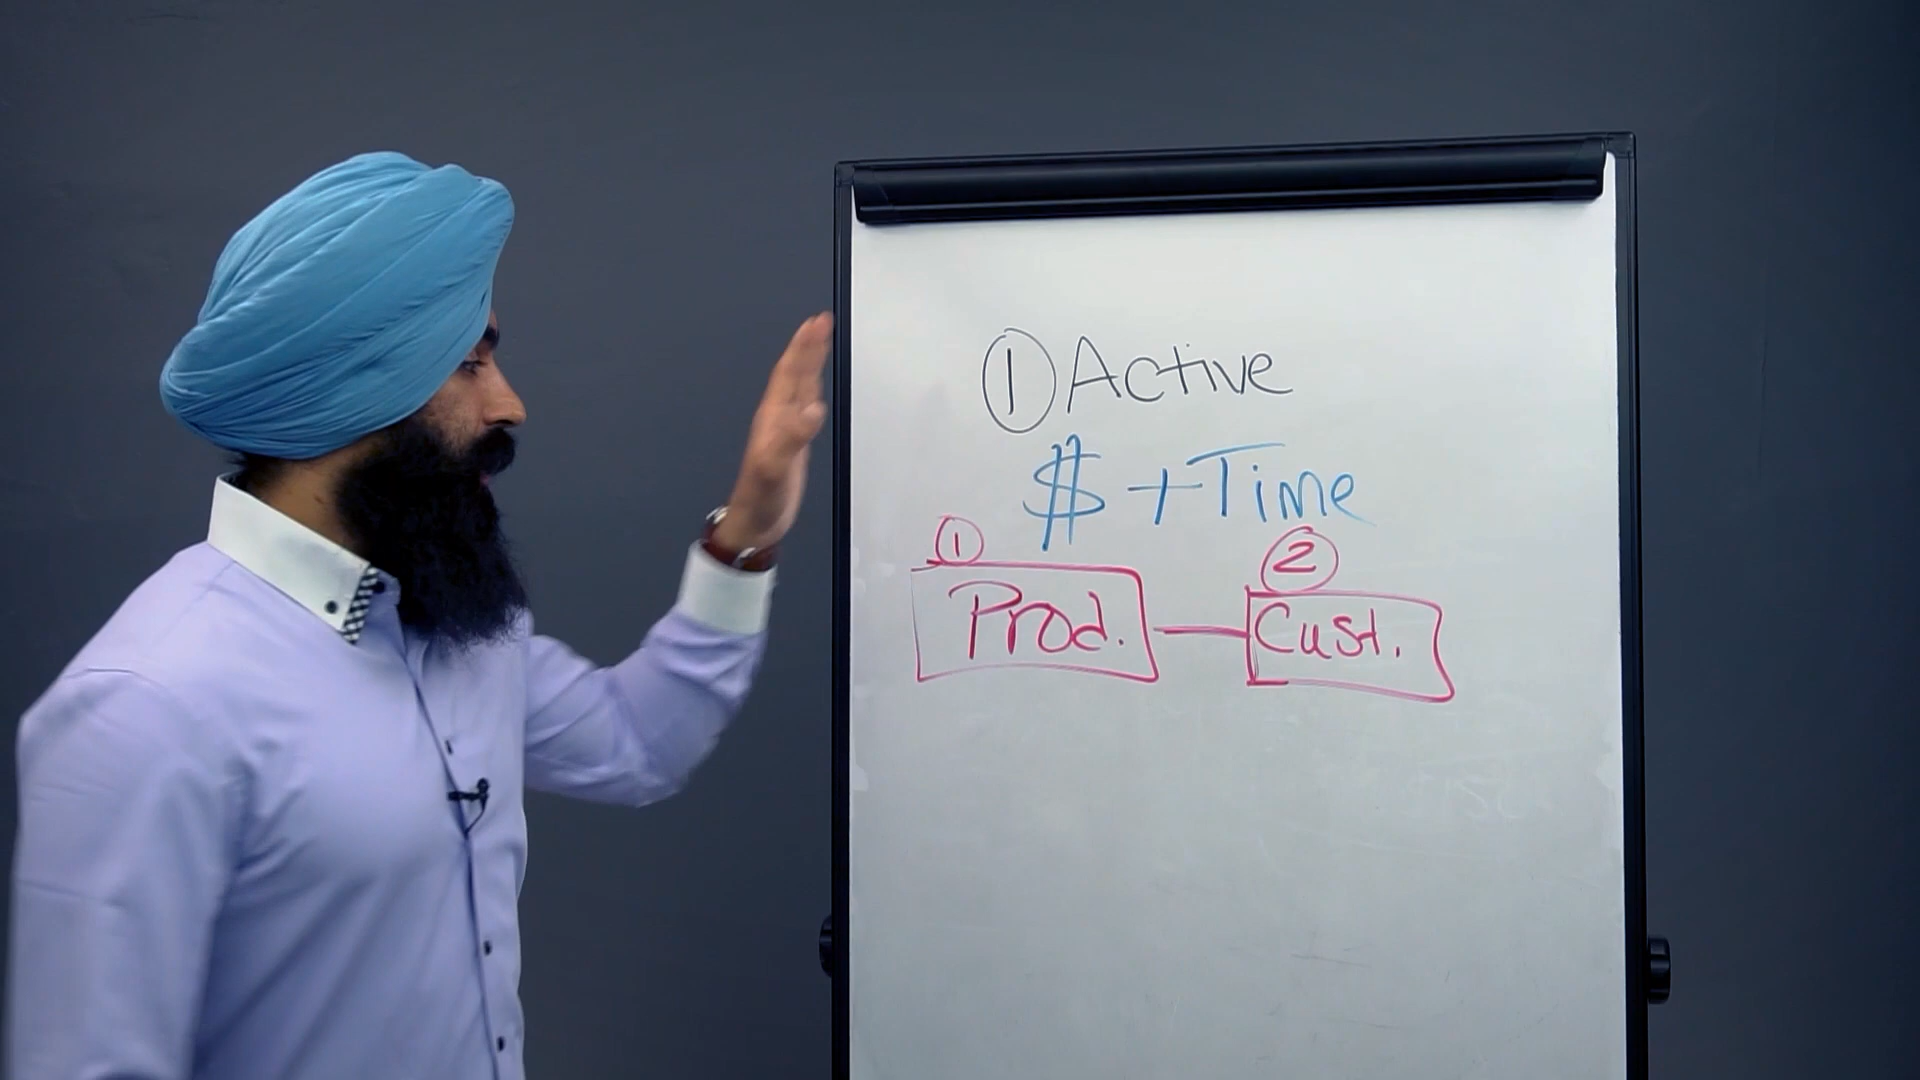 ① Active
$ + Time
① ②
Prod. Cust.